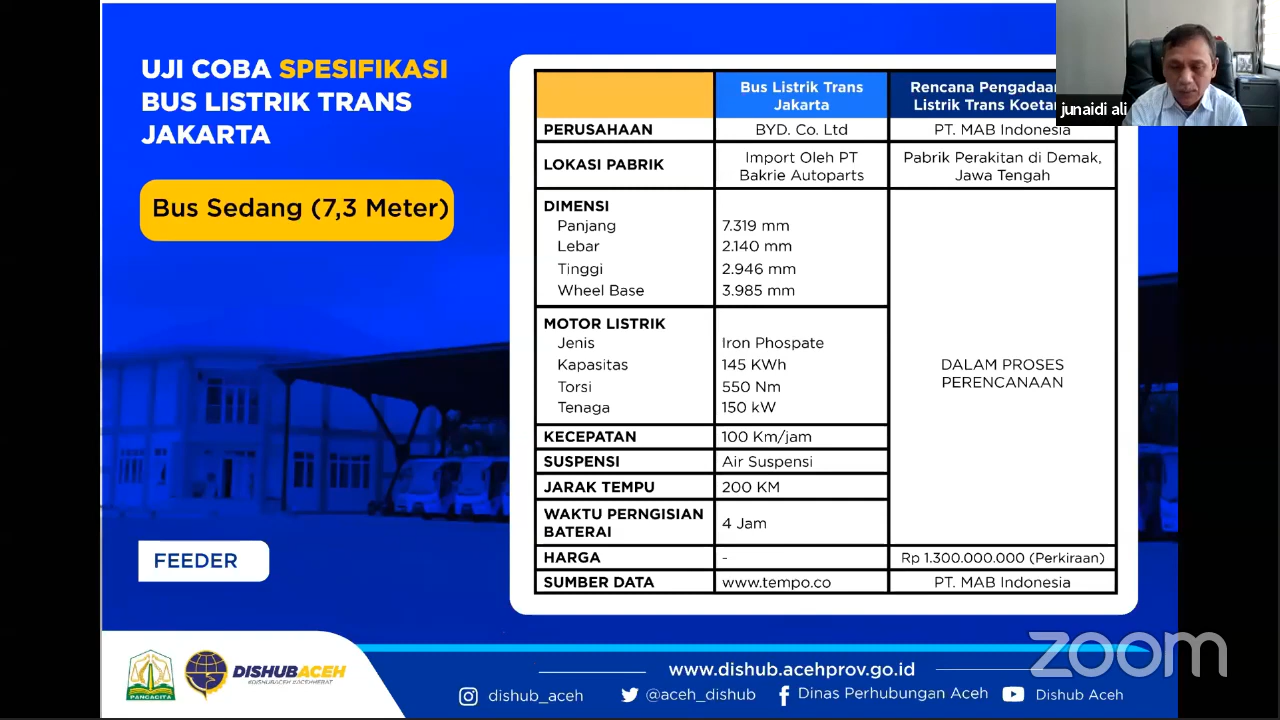 UJI COBA SPESIFIKASI
BUS LISTRIK TRANS
JAKARTA
Bus Sedang (7,3 Meter)
FEEDER
Bus Listrik Trans
Jakarta
Rencana Pengadaa
Listrik Trans Koeta
junaidi ali
PERUSAHAAN
BYD. Co. Ltd
PT. MAB Indonesia
LOKASI PABRIK
Import Oleh PT
Bakrie Autoparts
Pabrik Perakitan di Demak,
Jawa Tengah
DIMENSI
Panjang
7.319 mm
Lebar
2.140 mm
Tinggi
2.946 mm
Wheel Base
3.985 mm
MOTOR LISTRIK
Jenis
Iron Phospate
Kapasitas
145 KWh
Torsi
550 Nm
Tenaga
150 kW
DALAM PROSES
PERENCANAAN
KECEPATAN
100 Km/jam
SUSPENSI
Air Suspensi
JARAK TEMPU
200 KM
WAKTU PERNGISIAN
BATERAI
4 Jam
HARGA
-
Rp 1.300.000.000 (Perkiraan)
SUMBER DATA
www.tempo.co
PT. MAB Indonesia
zoom
PANCACITA
DISHUBACEH
www.dishub.acehprov.go.id
dishub_aceh
@aceh_dishub
Dinas Perhubungan Aceh
Dishub Aceh